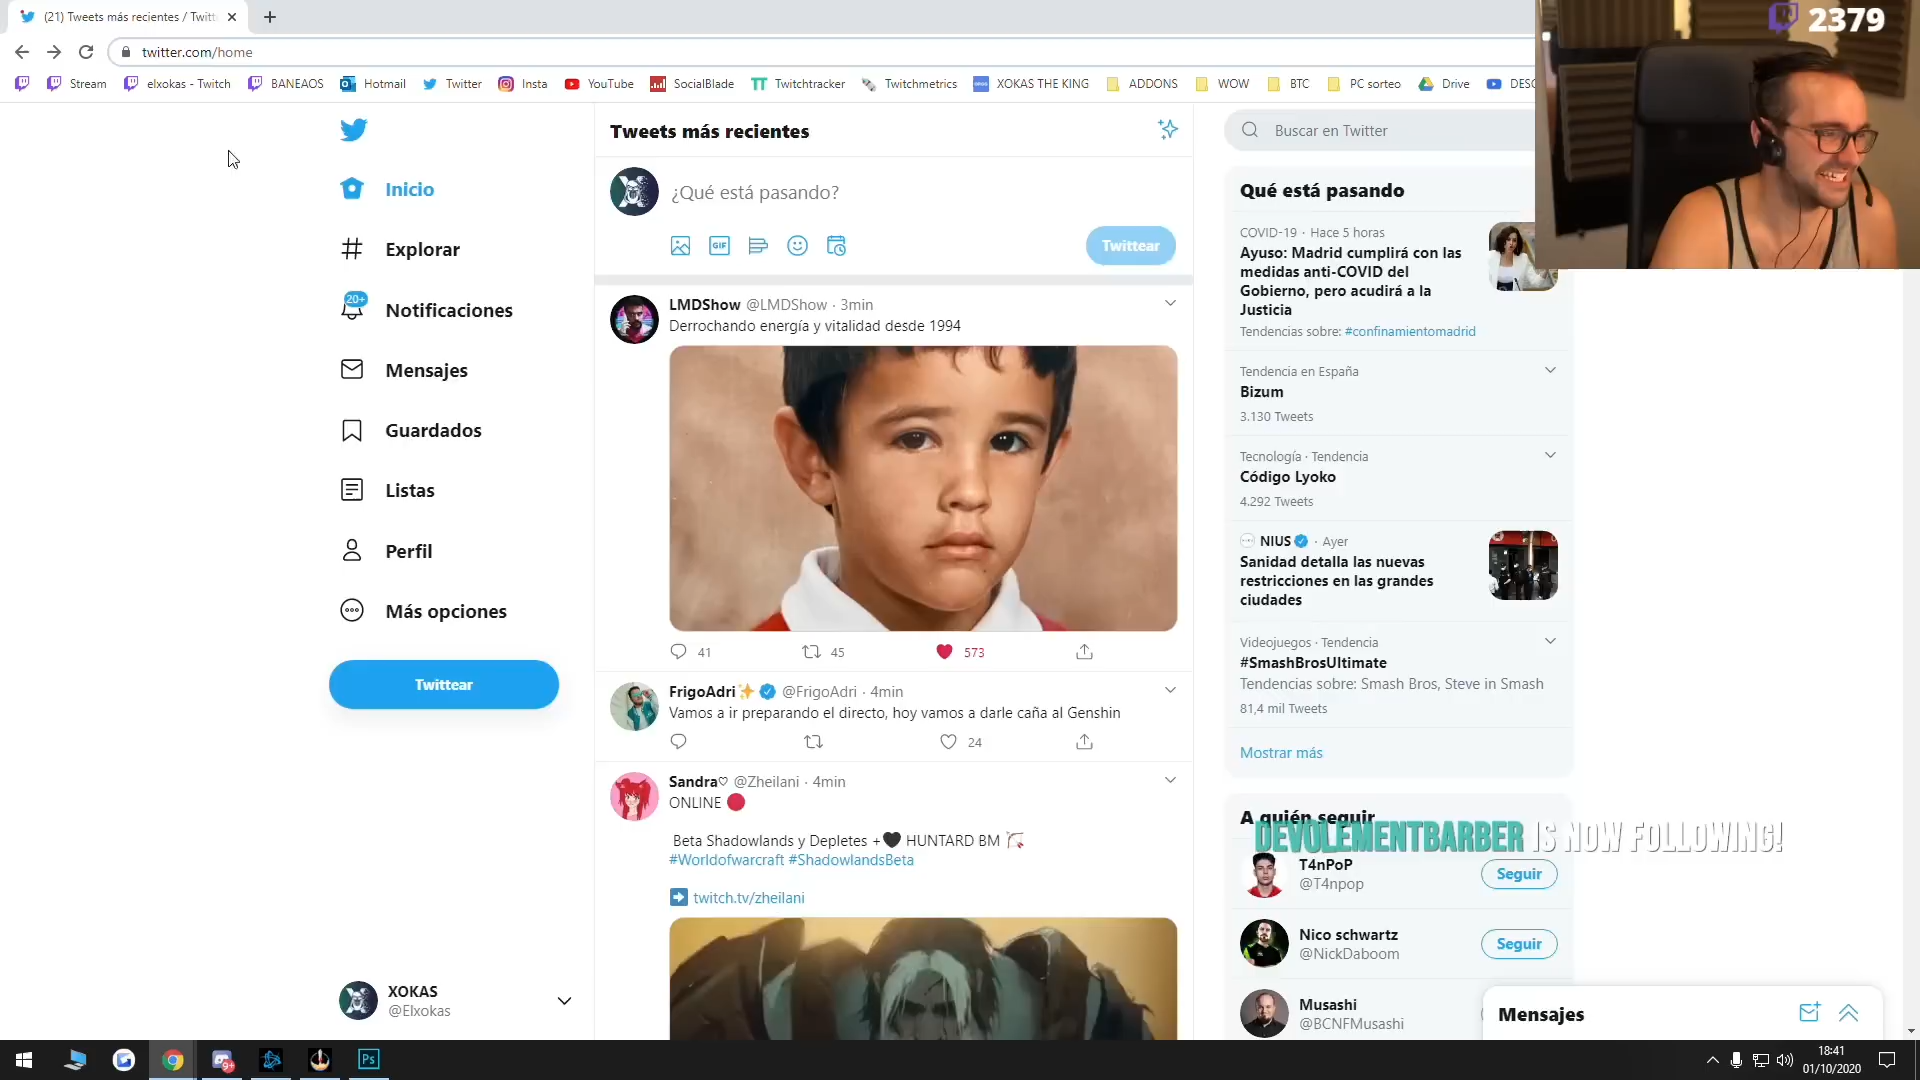 (21) Tweets más recientes / Twitt
twitter.com/home
Stream
elxokas - Twitch
BANEAOS
Hotmail
Twitter
Insta
YouTube
SocialBlade
Twitchtracker
Twitchmetrics
XOKAS THE KING
ADDONS
WOW
BTC
PC sorteo
Drive
DESC
2379
Inicio
Explorar
20+
Notificaciones
Mensajes
Guardados
Listas
Perfil
Más opciones
Twittear
XOKAS
@Elxokas
Tweets más recientes
¿Qué está pasando?
GIF
Twittear
LMDShow @LMDShow · 3min
Derrochando energía y vitalidad desde 1994
41 45 573
FrigoAdri✨ @FrigoAdri · 4min
Vamos a ir preparando el directo, hoy vamos a darle caña al Genshin
24
Sandra♡ @Zheilani · 4min
ONLINE 🔴
Beta Shadowlands y Depletes +🖤 HUNTARD BM 🏹
#Worldofwarcraft #ShadowlandsBeta
➡ twitch.tv/zheilani
Buscar en Twitter
Qué está pasando
COVID-19 · Hace 5 horas
Ayuso: Madrid cumplirá con las
medidas anti-COVID del
Gobierno, pero acudirá a la
Justicia
Tendencias sobre: #confinamientomadrid
Tendencia en España
Bizum
3.130 Tweets
Tecnología · Tendencia
Código Lyoko
4.292 Tweets
NIUS · Ayer
Sanidad detalla las nuevas
restricciones en las grandes
ciudades
Videojuegos · Tendencia
#SmashBrosUltimate
Tendencias sobre: Smash Bros, Steve in Smash
81,4 mil Tweets
Mostrar más
A quién seguir
DEVOLEMENTBARBER IS NOW FOLLOWING!
T4nPoP
@T4npop
Seguir
Nico schwartz
@NickDaboom
Seguir
Musashi
@BCNFMusashi
Mensajes
9+
Ps
18:41
01/10/2020